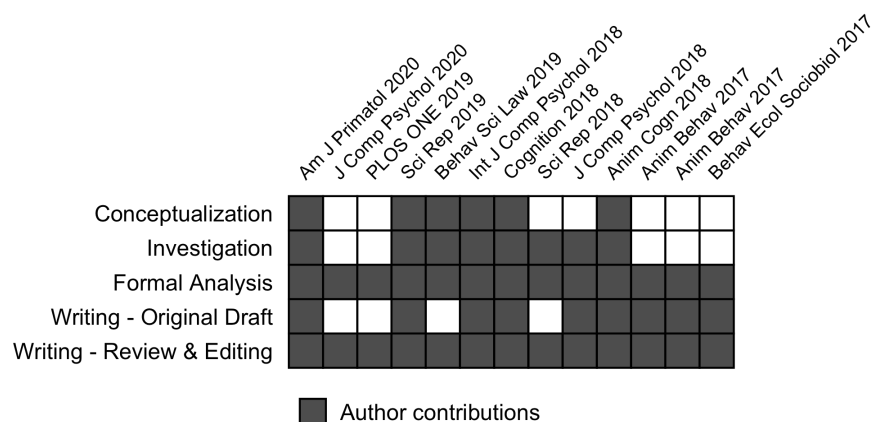 Am J Primatol 2020
J Comp Psychol 2020
PLOS ONE 2019
Sci Rep 2019
Behav Sci Law 2019
Int J Comp Psychol 2018
Cognition 2018
Sci Rep 2018
J Comp Psychol 2018
Anim Cogn 2018
Anim Behav 2017
Anim Behav 2017
Behav Ecol Sociobiol 2017
Conceptualization
Investigation
Formal Analysis
Writing - Original Draft
Writing - Review & Editing
Author contributions